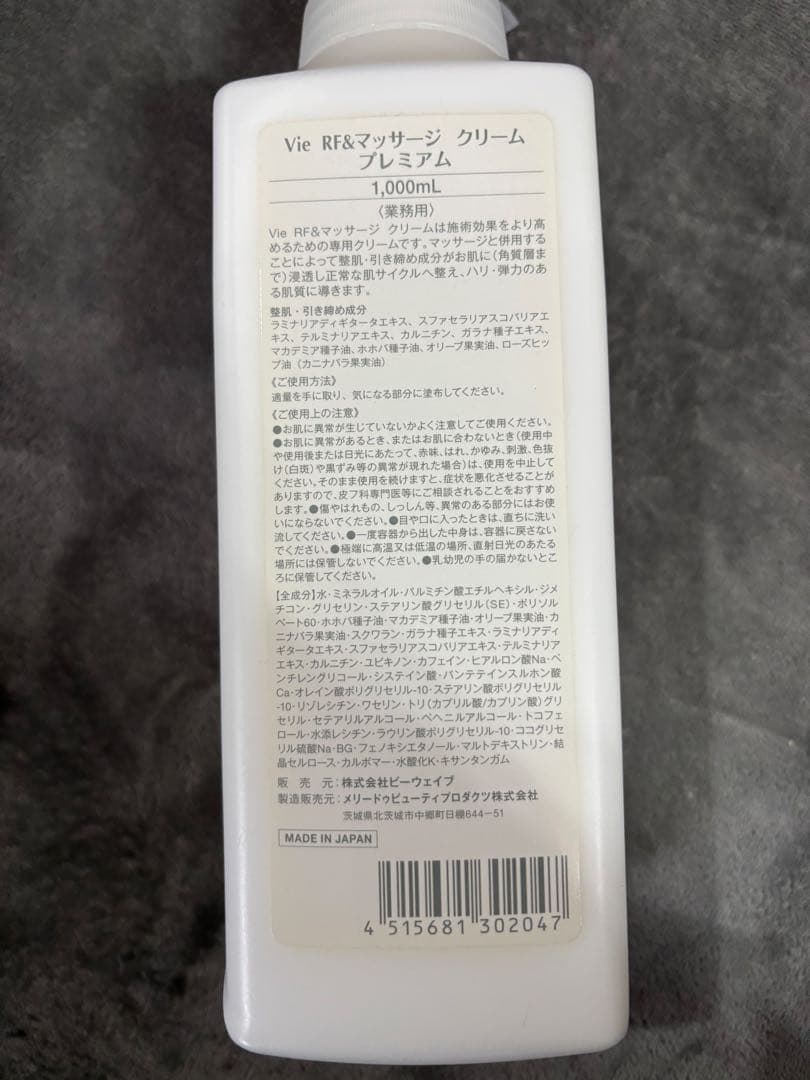 Vie RF&マッサージ クリーム
プレミアム
1,000mL
〈業務用〉
Vie RF&マッサージ クリームは施術効果をより高
めるための専用クリームです。マッサージと併用する
ことによって整肌・引き締め成分がお肌に(角質層ま
で)浸透し正常な肌サイクルへ整え、ハリ・弾力のあ
る肌質に導きます。
整肌・引き締め成分
ラミナリアディギタータエキス、スファセラリアスコパリアエ
キス、テルミナリアエキス、カルニチン、ガラナ種子エキス、
マカデミア種子油、ホホバ種子油、オリーブ果実油、ローズヒッ
プ油(カニナバラ果実油)
《ご使用方法》
適量を手に取り、気になる部分に塗布してください。
《ご使用上の注意》
●お肌に異常が生じていないかよく注意してご使用ください。
●お肌に異常があるとき、またはお肌に合わないとき(使用中
や使用後または日光にあたって、赤味、はれ、かゆみ、刺激、色抜
け(白斑)や黒ずみ等の異常が現れた場合)は、使用を中止して
ください。そのまま使用を続けますと、症状を悪化させることが
ありますので、皮フ科専門医等にご相談されることをおすすめ
します。●傷やはれもの、しっしん等、異常のある部分にはお使
いにならないでください。●目や口に入ったときは、直ちに洗い
流してください。●一度容器から出した中身は、容器に戻さない
でください。●極端に高温又は低温の場所、直射日光のあたる
場所には保管しないでください。●乳幼児の手の届かないとこ
ろに保管してください。
【全成分】水・ミネラルオイル・パルミチン酸エチルヘキシル・ジメ
チコン・グリセリン・ステアリン酸グリセリル(SE)・ポリソル
ベート60・ホホバ種子油・マカデミア種子油・オリーブ果実油・カ
ニナバラ果実油・スクワラン・ガラナ種子エキス・ラミナリアディ
ギタータエキス・スファセラリアスコパリアエキス・テルミナリア
エキス・カルニチン・ユビキノン・カフェイン・ヒアルロン酸Na・ペ
ンチレングリコール・システイン酸・パンテテインスルホン酸
Ca・オレイン酸ポリグリセリル-10・ステアリン酸ポリグリセリル
-10・リゾレシチン・ワセリン・トリ(カプリル酸/カプリン酸)グリ
セリル・セテアリルアルコール・ベヘニルアルコール・トコフェ
ロール・水添レシチン・ラウリン酸ポリグリセリル-10・ココグリセ
リル硫酸Na・BG・フェノキシエタノール・マルトデキストリン・結
晶セルロース・カルボマー・水酸化K・キサンタンガム
販売元:株式会社ビーウェイブ
製造販売元:メリードゥビューティプロダクツ株式会社
茨城県北茨城市中郷町日棚644-51
MADE IN JAPAN
4 515681 302047